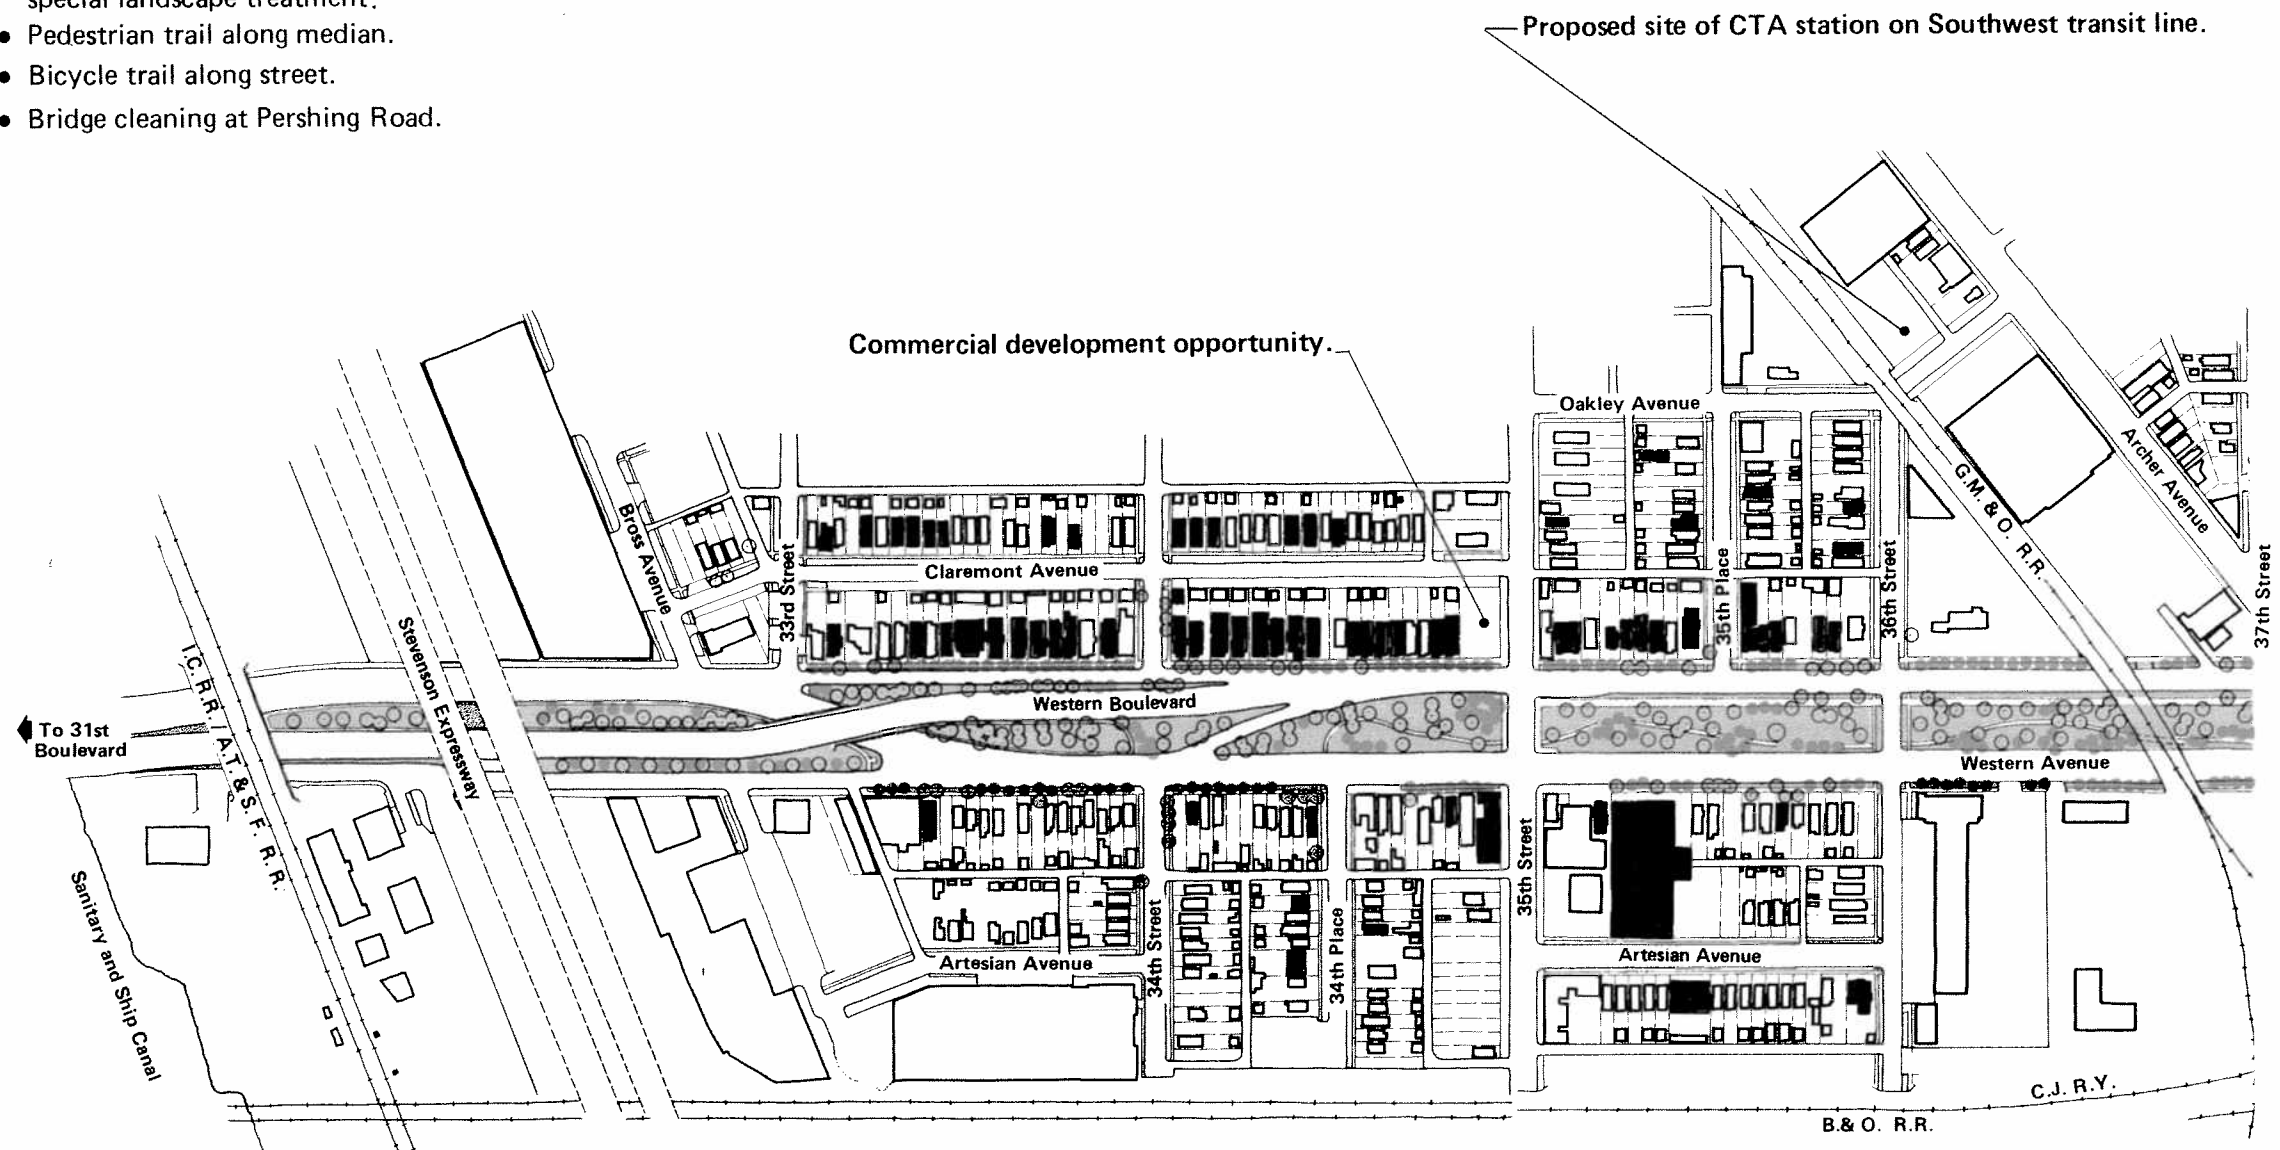 special landscape treatment.
• Pedestrian trail along median.
• Bicycle trail along street.
• Bridge cleaning at Pershing Road.
Proposed site of CTA station on Southwest transit line.
Commercial development opportunity.
Oakley Avenue
Archer Avenue
G.M. & O. R.R.
Bross Avenue
33rd Street
Claremont Avenue
35th Place
36th Street
37th Street
Stevenson Expressway
I.C. R.R. / A.T. & S.F. R.R.
Western Boulevard
To 31st
Boulevard
Western Avenue
Sanitary and Ship Canal
34th Street
34th Place
35th Street
Artesian Avenue
Artesian Avenue
C.J. R.Y.
B.& O. R.R.